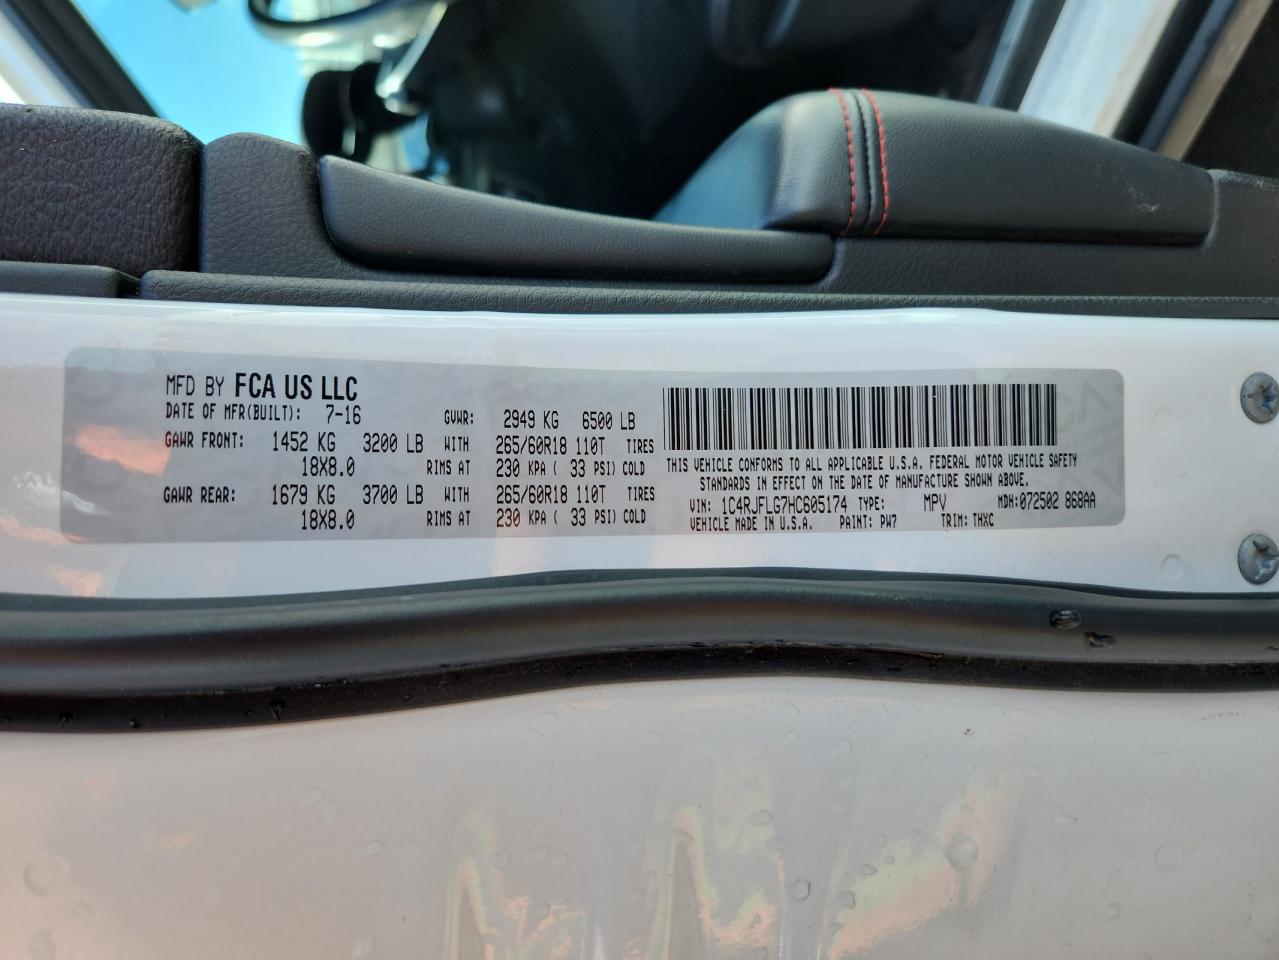 MFD BY FCA US LLC
DATE OF MFR(BUILT): 7-16 GVWR: 2949 KG 6500 LB
GAWR FRONT: 1452 KG 3200 LB WITH 265/60R18 110T TIRES
18X8.0 RIMS AT 230 KPA ( 33 PSI) COLD
GAWR REAR: 1679 KG 3700 LB WITH 265/60R18 110T TIRES
18X8.0 RIMS AT 230 KPA ( 33 PSI) COLD
THIS VEHICLE CONFORMS TO ALL APPLICABLE U.S.A. FEDERAL MOTOR VEHICLE SAFETY
STANDARDS IN EFFECT ON THE DATE OF MANUFACTURE SHOWN ABOVE.
VIN: 1C4RJFLG7HC605174 TYPE: MPV MDH:072502 868AA
VEHICLE MADE IN U.S.A. PAINT: PW7 TRIM: THXC